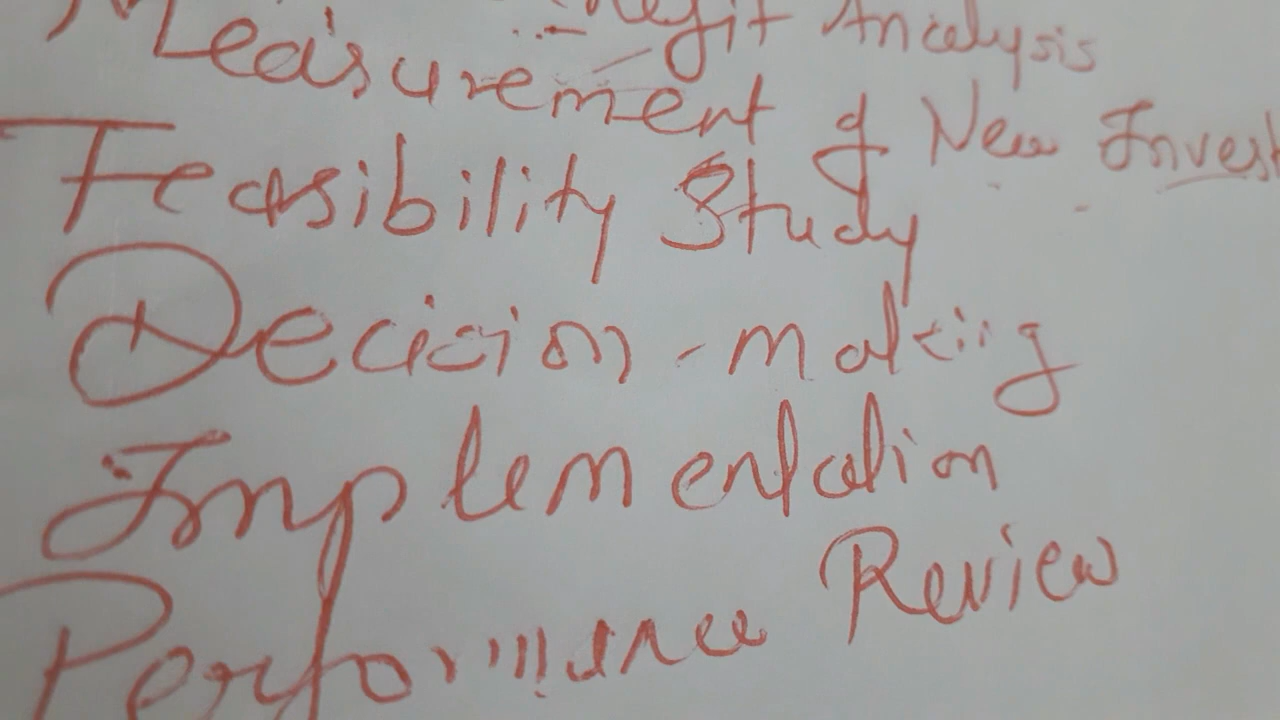 Analysis
Measurement of New Invest
Feasibility Study
Decision-making
Implementation
Performance Review